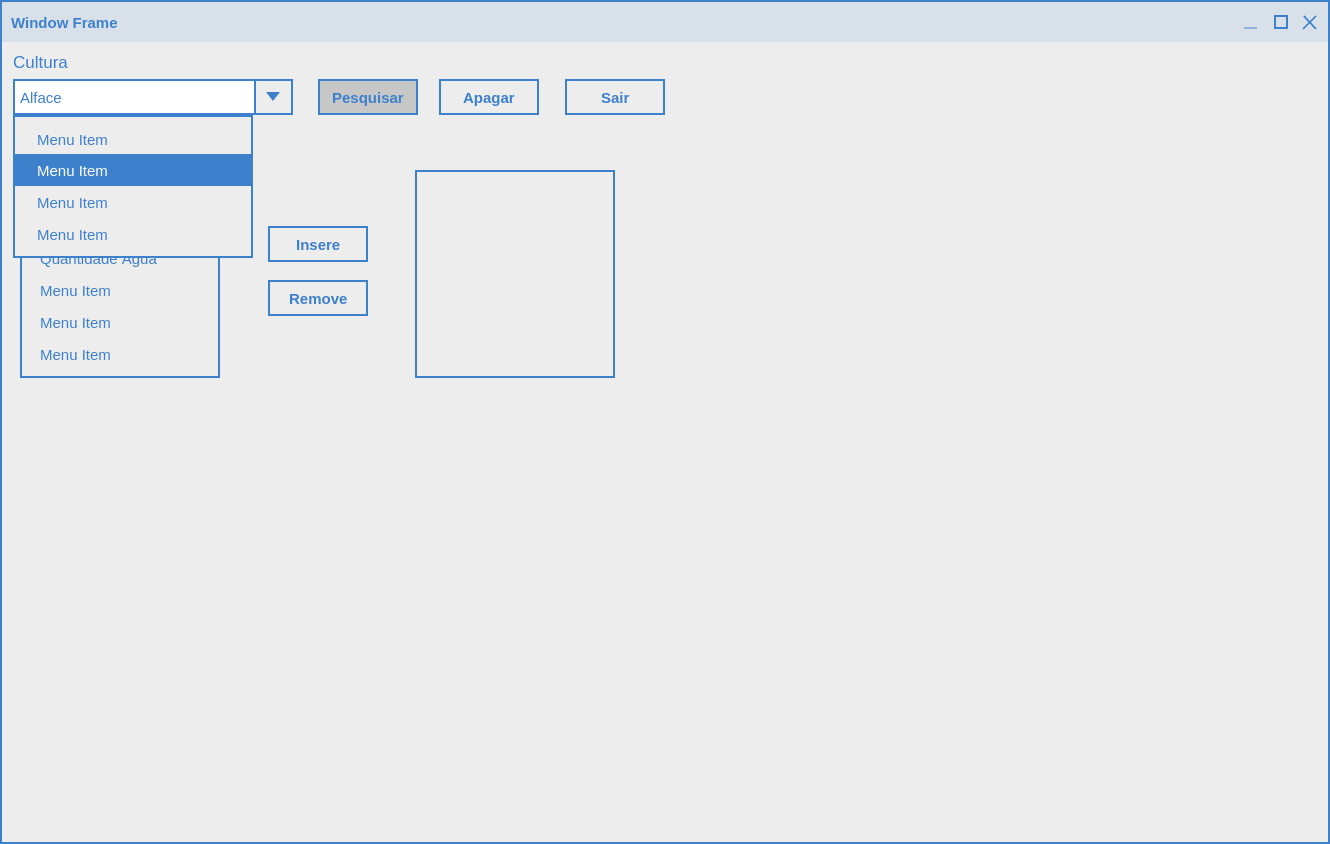 Window Frame
Cultura
Alface
Pesquisar
Apagar
Sair
Menu Item
Menu Item
Menu Item
Menu Item
Insere
Quantidade Agua
Menu Item
Remove
Menu Item
Menu Item